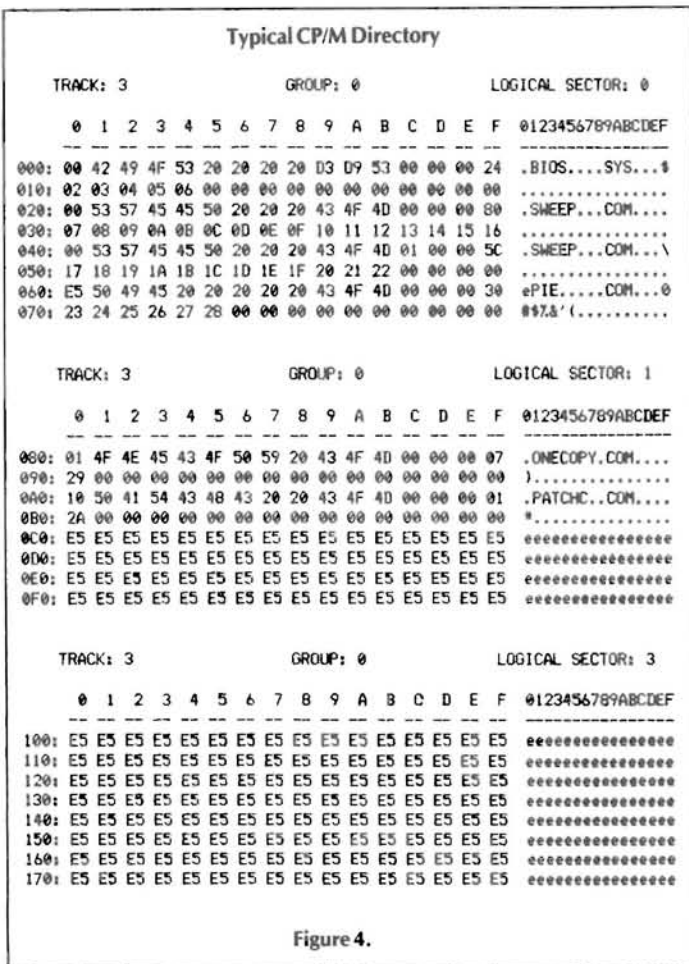 Typical CP/M Directory
TRACK: 3 GROUP: 0 LOGICAL SECTOR: 0
0 1 2 3 4 5 6 7 8 9 A B C D E F 0123456789ABCDEF
-- -- -- -- -- -- -- -- -- -- -- -- -- -- -- -- ----------------
000: 00 42 49 4F 53 20 20 20 20 D3 D9 53 00 00 00 24 .BIOS....SYS...$
010: 02 03 04 05 06 00 00 00 00 00 00 00 00 00 00 00 ................
020: 00 53 57 45 45 50 20 20 20 43 4F 4D 00 00 00 80 .SWEEP...COM....
030: 07 08 09 0A 0B 0C 0D 0E 0F 10 11 12 13 14 15 16 ................
040: 00 53 57 45 45 50 20 20 20 43 4F 4D 01 00 00 5C .SWEEP...COM...\
050: 17 18 19 1A 1B 1C 1D 1E 1F 20 21 22 00 00 00 00 ................
060: E5 50 49 45 20 20 20 20 20 43 4F 4D 00 00 00 30 ePIE.....COM...0
070: 23 24 25 26 27 28 00 00 00 00 00 00 00 00 00 00 #$%&'(..........
TRACK: 3 GROUP: 0 LOGICAL SECTOR: 1
0 1 2 3 4 5 6 7 8 9 A B C D E F 0123456789ABCDEF
-- -- -- -- -- -- -- -- -- -- -- -- -- -- -- -- ----------------
080: 01 4F 4E 45 43 4F 50 59 20 43 4F 4D 00 00 00 07 .ONECOPY.COM....
090: 29 00 00 00 00 00 00 00 00 00 00 00 00 00 00 00 )...............
0A0: 10 50 41 54 43 48 43 20 20 43 4F 4D 00 00 00 01 .PATCHC..COM....
0B0: 2A 00 00 00 00 00 00 00 00 00 00 00 00 00 00 00 *...............
0C0: E5 E5 E5 E5 E5 E5 E5 E5 E5 E5 E5 E5 E5 E5 E5 E5 eeeeeeeeeeeeeeee
0D0: E5 E5 E5 E5 E5 E5 E5 E5 E5 E5 E5 E5 E5 E5 E5 E5 eeeeeeeeeeeeeeee
0E0: E5 E5 E5 E5 E5 E5 E5 E5 E5 E5 E5 E5 E5 E5 E5 E5 eeeeeeeeeeeeeeee
0F0: E5 E5 E5 E5 E5 E5 E5 E5 E5 E5 E5 E5 E5 E5 E5 E5 eeeeeeeeeeeeeeee
TRACK: 3 GROUP: 0 LOGICAL SECTOR: 3
0 1 2 3 4 5 6 7 8 9 A B C D E F 0123456789ABCDEF
-- -- -- -- -- -- -- -- -- -- -- -- -- -- -- -- ----------------
100: E5 E5 E5 E5 E5 E5 E5 E5 E5 E5 E5 E5 E5 E5 E5 E5 eeeeeeeeeeeeeeee
110: E5 E5 E5 E5 E5 E5 E5 E5 E5 E5 E5 E5 E5 E5 E5 E5 eeeeeeeeeeeeeeee
120: E5 E5 E5 E5 E5 E5 E5 E5 E5 E5 E5 E5 E5 E5 E5 E5 eeeeeeeeeeeeeeee
130: E5 E5 E5 E5 E5 E5 E5 E5 E5 E5 E5 E5 E5 E5 E5 E5 eeeeeeeeeeeeeeee
140: E5 E5 E5 E5 E5 E5 E5 E5 E5 E5 E5 E5 E5 E5 E5 E5 eeeeeeeeeeeeeeee
150: E5 E5 E5 E5 E5 E5 E5 E5 E5 E5 E5 E5 E5 E5 E5 E5 eeeeeeeeeeeeeeee
160: E5 E5 E5 E5 E5 E5 E5 E5 E5 E5 E5 E5 E5 E5 E5 E5 eeeeeeeeeeeeeeee
170: E5 E5 E5 E5 E5 E5 E5 E5 E5 E5 E5 E5 E5 E5 E5 E5 eeeeeeeeeeeeeeee
Figure 4.